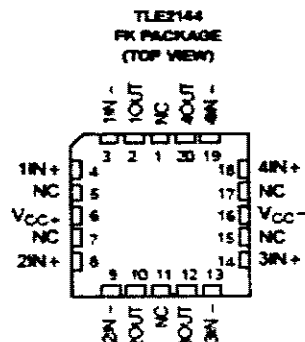 TLE2144
FK PACKAGE
(TOP VIEW)
1IN − 1OUT NC 4OUT 4IN −
3 2 1 20 19
1IN+ 4 18 4IN+
NC 5 17 NC
VCC+ 6 16 VCC−
NC 7 15 NC
2IN+ 8 14 3IN+
9 10 11 12 13
2IN − 2OUT NC 3OUT 3IN −